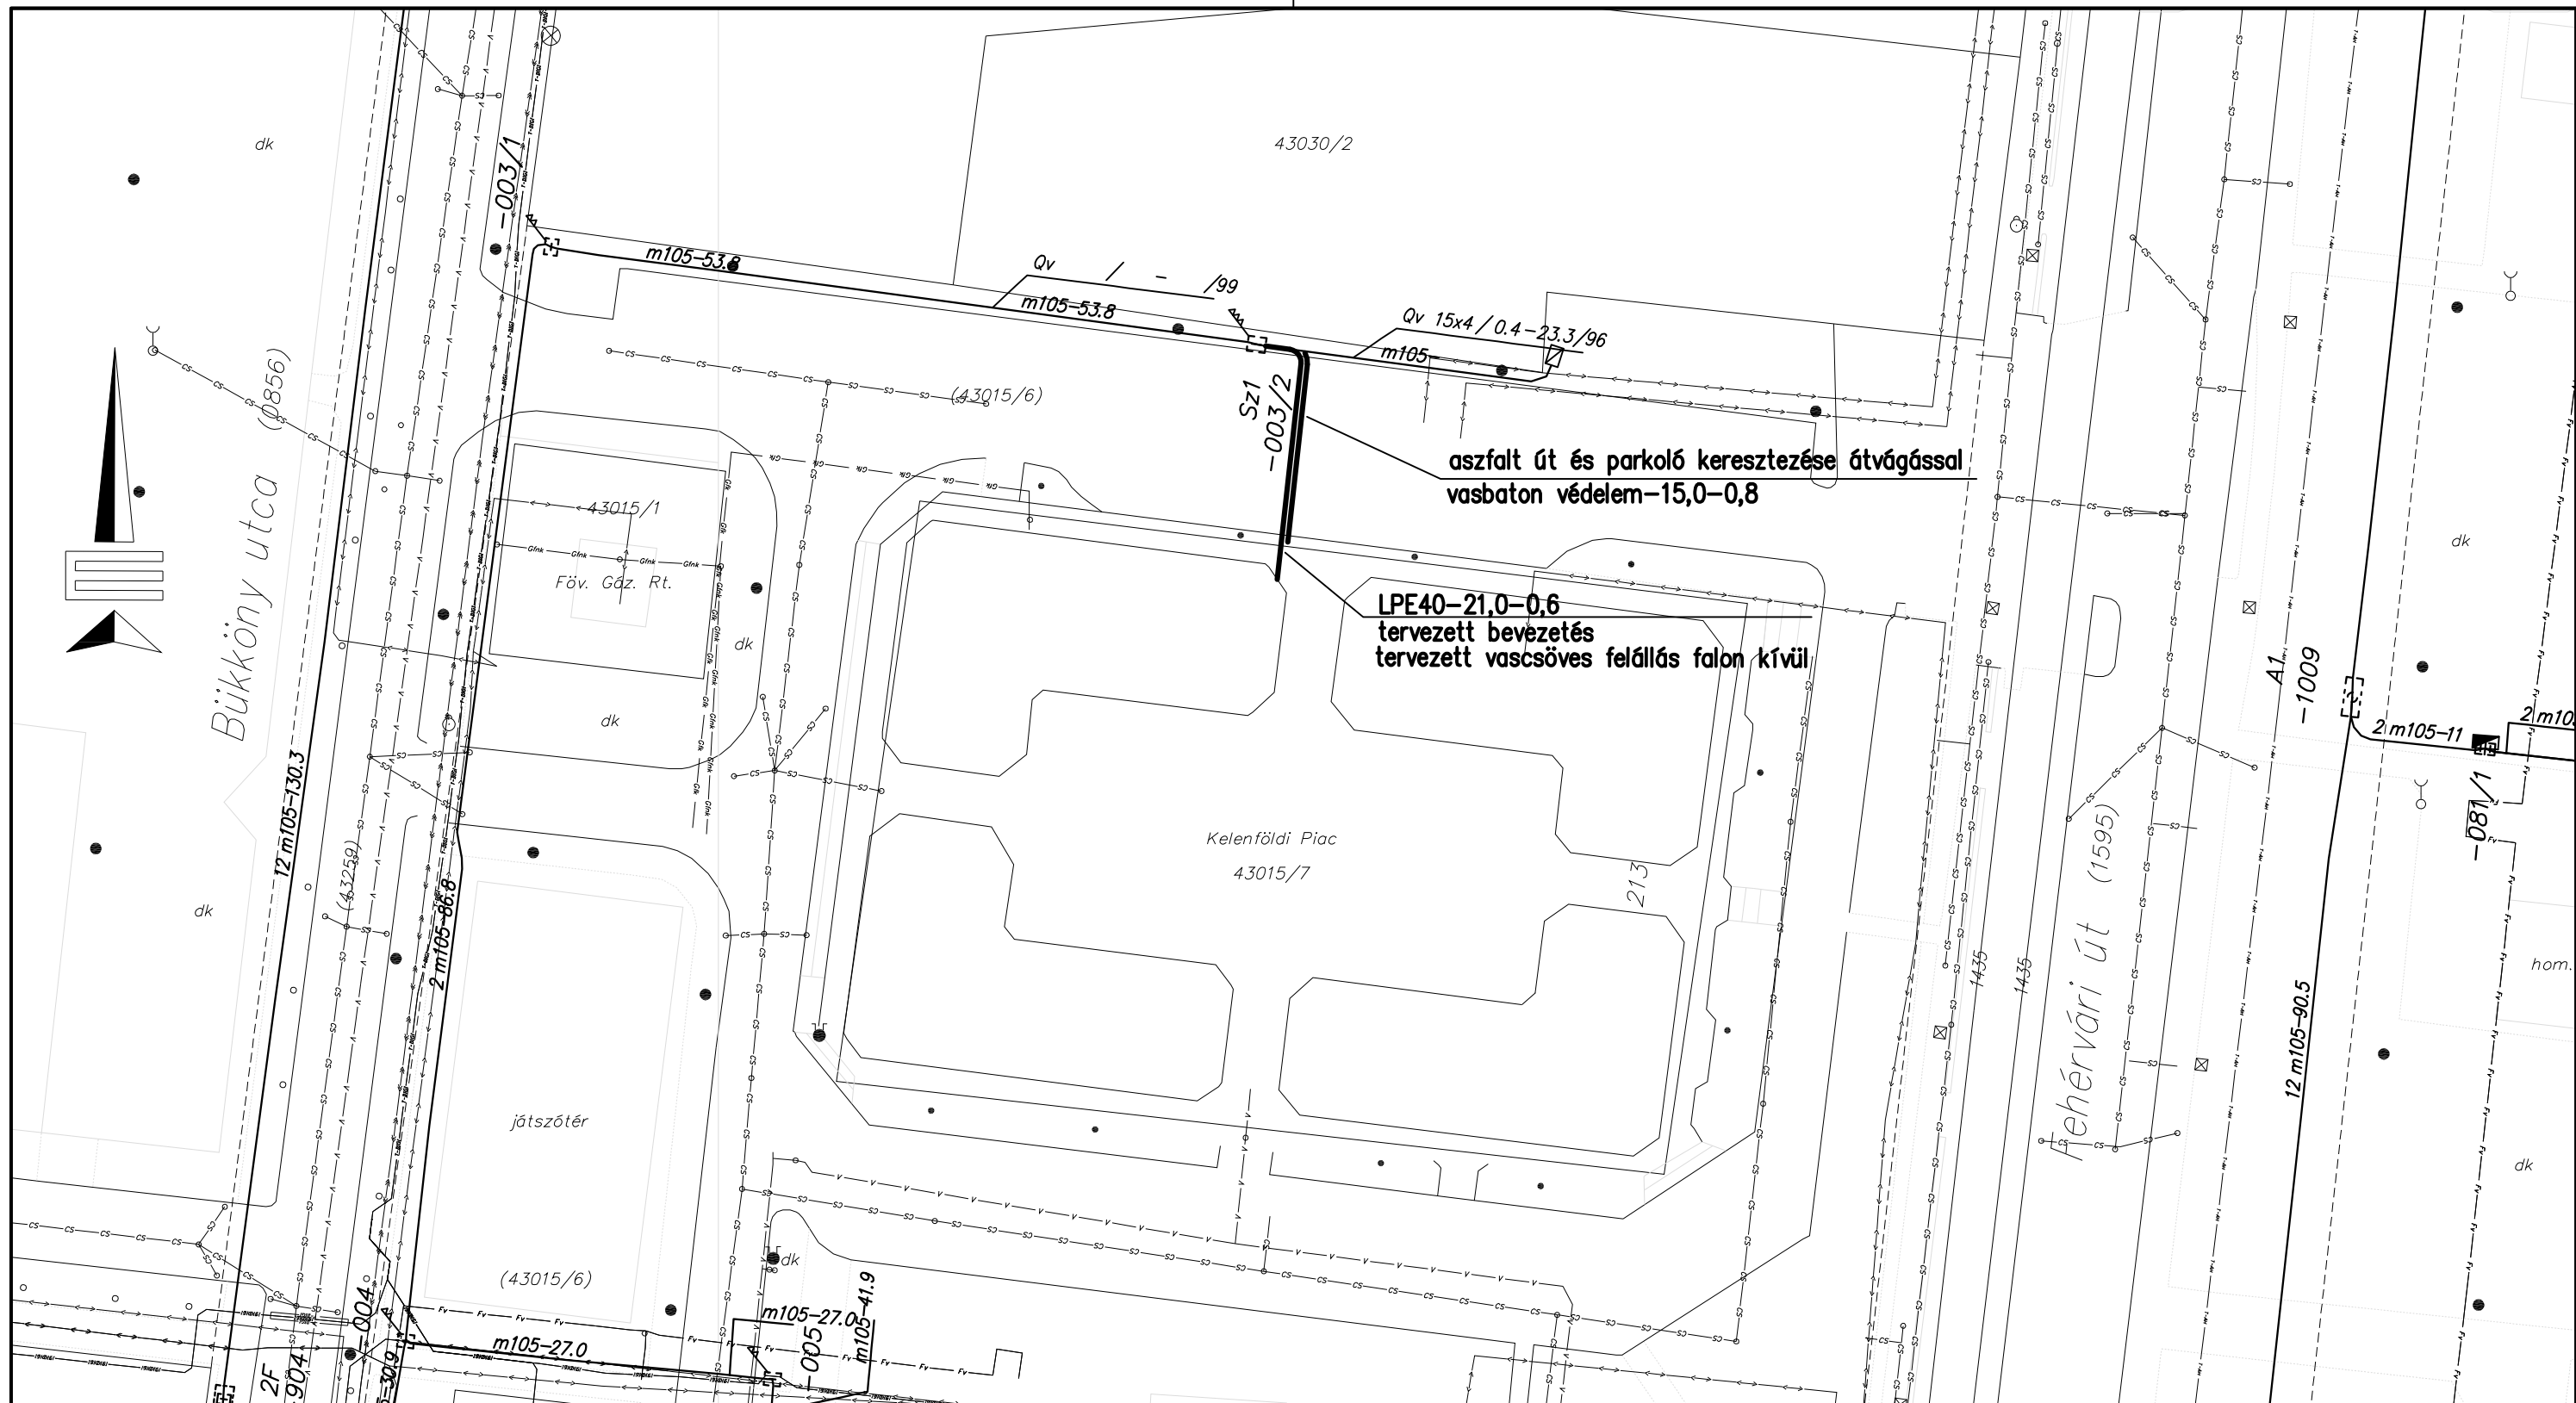 dk
-003/1
43030/2
m105-53.8
Qv / - /99
m105-53.8
Qv 15x4 / 0.4-23.3/96
m105-
(0856)
(43015/6)
Sz1
-003/2
aszfalt út és parkoló keresztezése átvágással
vasbaton védelem-15,0-0,8
43015/1
Föv. Gáz. Rt.
dk
dk
LPE40-21,0-0,6
tervezett bevezetés
tervezett vascsöves felállás falon kívül
Bükköny utca
dk
A1
-1009
2 m105-11
2 m10
-081/1
12 m105-130.3
(43259)
2 m105-86.8
Kelenföldi Piac
43015/7
213
dk
1435
1435
Fehérvári út (1595)
12 m105-90.5
hom.
dk
játszótér
(43015/6)
dk
-004
m105-27.0
m105-27.0
-005
m105-41.9
2F
904
-30.9